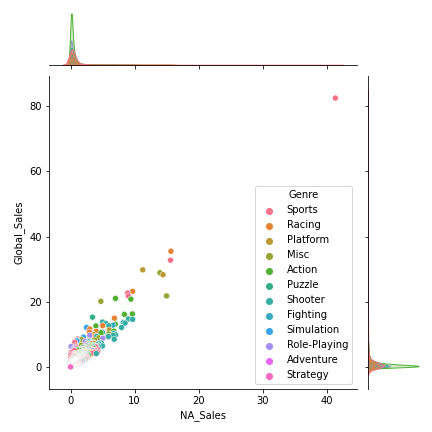 80
60
40
20
0
Global_Sales
0
10
20
30
40
NA_Sales
Genre
Sports
Racing
Platform
Misc
Action
Puzzle
Shooter
Fighting
Simulation
Role-Playing
Adventure
Strategy